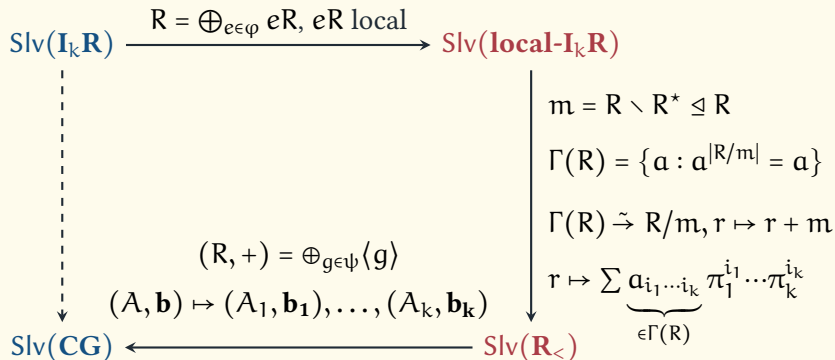 R = ⊕_{e∈φ} eR, eR local
Slv(I_kR) Slv(local-I_kR)
m = R ∖ R* ⊴ R
Γ(R) = {a : a^{|R/m|} = a}
Γ(R) →̃ R/m, r ↦ r + m
(R, +) = ⊕_{g∈ψ}⟨g⟩
r ↦ ∑ a_{i_1⋯i_k} π_1^{i_1}⋯π_k^{i_k}
∈Γ(R)
(A, b) ↦ (A_1, b_1), …, (A_k, b_k)
Slv(CG) Slv(R_<)